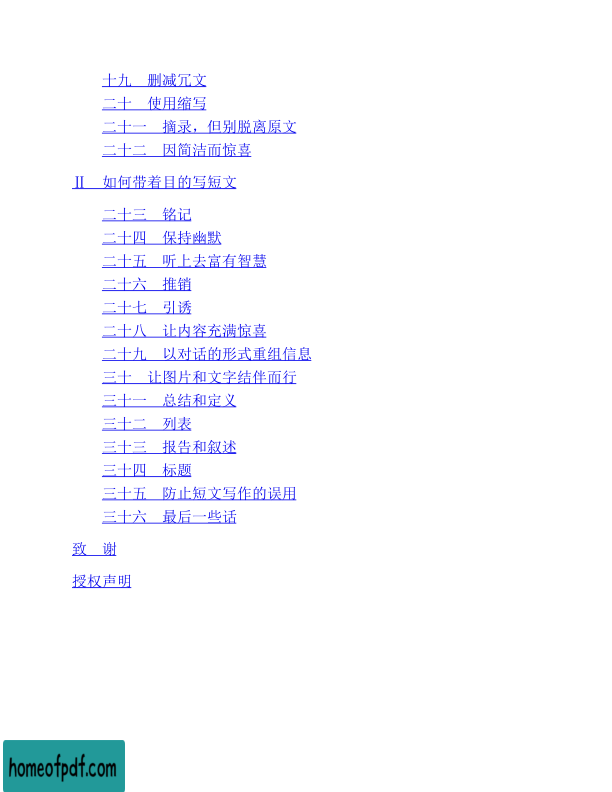 十九　删减冗文
二十　使用缩写
二十一　摘录，但别脱离原文
二十二　因简洁而惊喜
Ⅱ　如何带着目的写短文
二十三　铭记
二十四　保持幽默
二十五　听上去富有智慧
二十六　推销
二十七　引诱
二十八　让内容充满惊喜
二十九　以对话的形式重组信息
三十　让图片和文字结伴而行
三十一　总结和定义
三十二　列表
三十三　报告和叙述
三十四　标题
三十五　防止短文写作的误用
三十六　最后一些话
致　谢
授权声明
homeofpdf.com